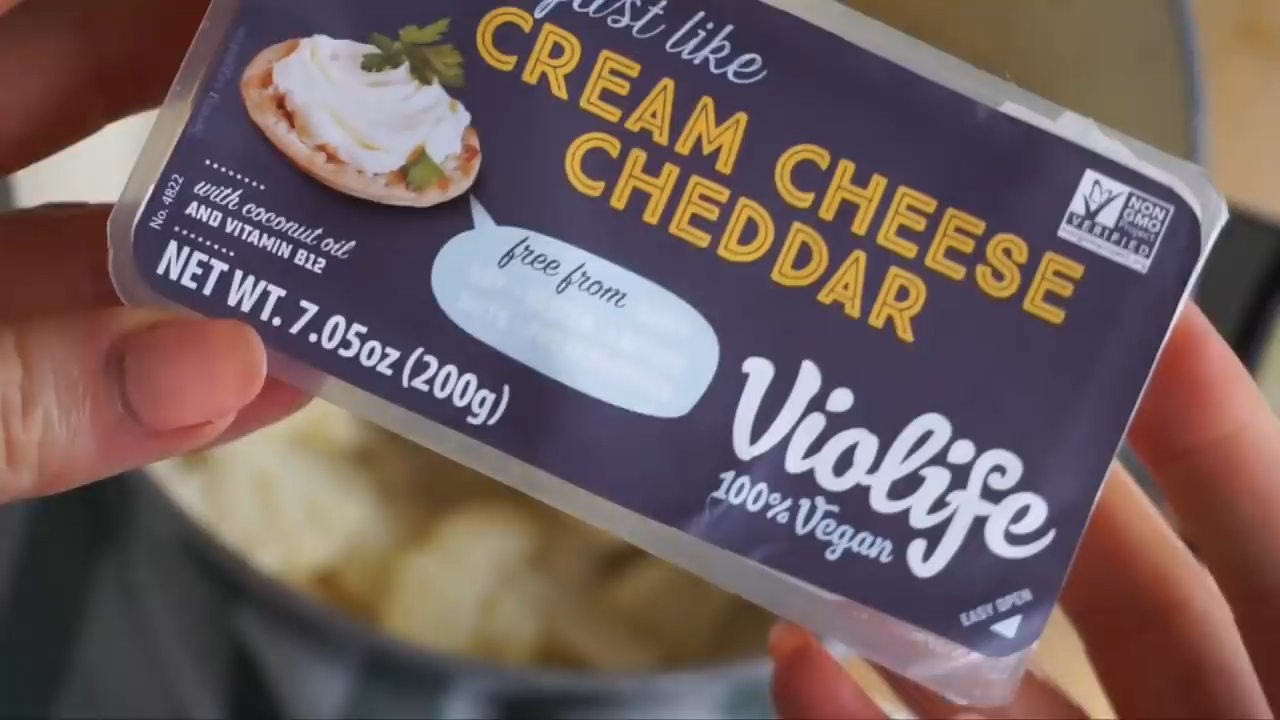 just like
CREAM CHEESE
CHEDDAR
with coconut oil
AND VITAMIN B12
No. 4822
NET WT. 7.05oz (200g)
free from
NON
GMO
Project
VERIFIED
Violife
100% Vegan
EASY OPEN